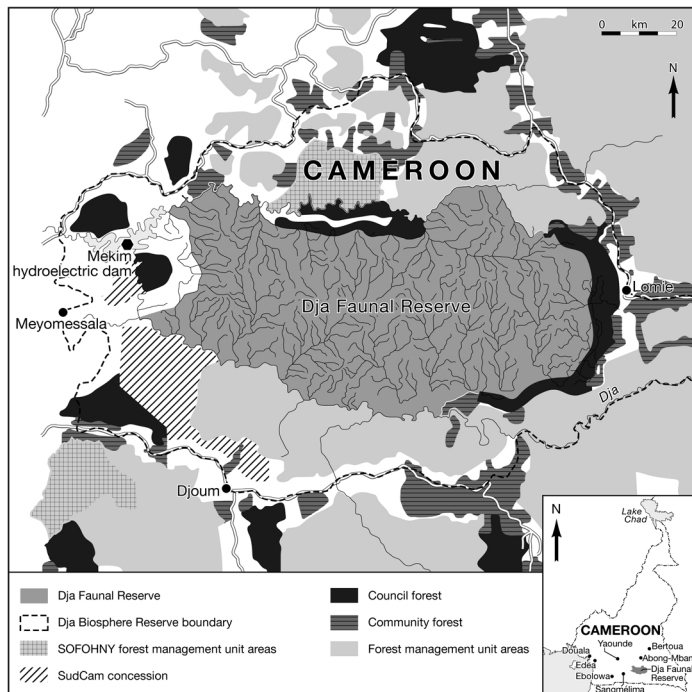 0 km 20
N
CAMEROON
Mekim
hydroelectric dam
Meyomessala
Dja Faunal Reserve
Lomie
Dja
Djoum
Dja Faunal Reserve
Dja Biosphere Reserve boundary
SOFOHNY forest management unit areas
SudCam concession
Council forest
Community forest
Forest management unit areas
N
Lake
Chad
CAMEROON
Yaounde
Bertoua
Douala
Abong-Mban
Edea
Dja Faunal
Reserve
Ebolowa
Sangmélima